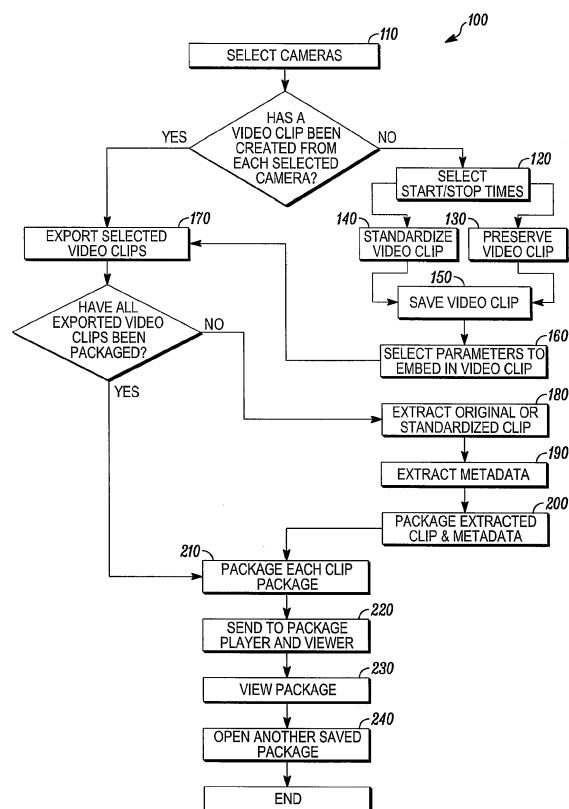 100
110
SELECT CAMERAS
HAS A
VIDEO CLIP BEEN
CREATED FROM
EACH SELECTED
CAMERA?
YES
NO
120
SELECT
START/STOP TIMES
170
EXPORT SELECTED
VIDEO CLIPS
140
STANDARDIZE
VIDEO CLIP
130
PRESERVE
VIDEO CLIP
150
SAVE VIDEO CLIP
HAVE ALL
EXPORTED VIDEO
CLIPS BEEN
PACKAGED?
NO
YES
160
SELECT PARAMETERS TO
EMBED IN VIDEO CLIP
180
EXTRACT ORIGINAL OR
STANDARDIZED CLIP
190
EXTRACT METADATA
200
PACKAGE EXTRACTED
CLIP & METADATA
210
PACKAGE EACH CLIP
PACKAGE
220
SEND TO PACKAGE
PLAYER AND VIEWER
230
VIEW PACKAGE
240
OPEN ANOTHER SAVED
PACKAGE
END